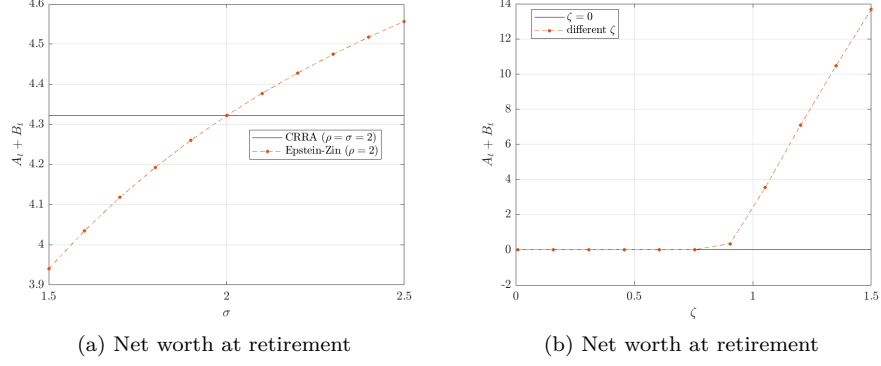 4.6
4.5
4.4
4.3
4.2
4.1
4
3.9
A_t + B_t
CRRA (ρ = σ = 2)
Epstein-Zin (ρ = 2)
1.5
2
2.5
σ
(a) Net worth at retirement
14
12
10
8
6
4
2
0
-2
A_t + B_t
ζ = 0
different ζ
0
0.5
1
1.5
ζ
(b) Net worth at retirement